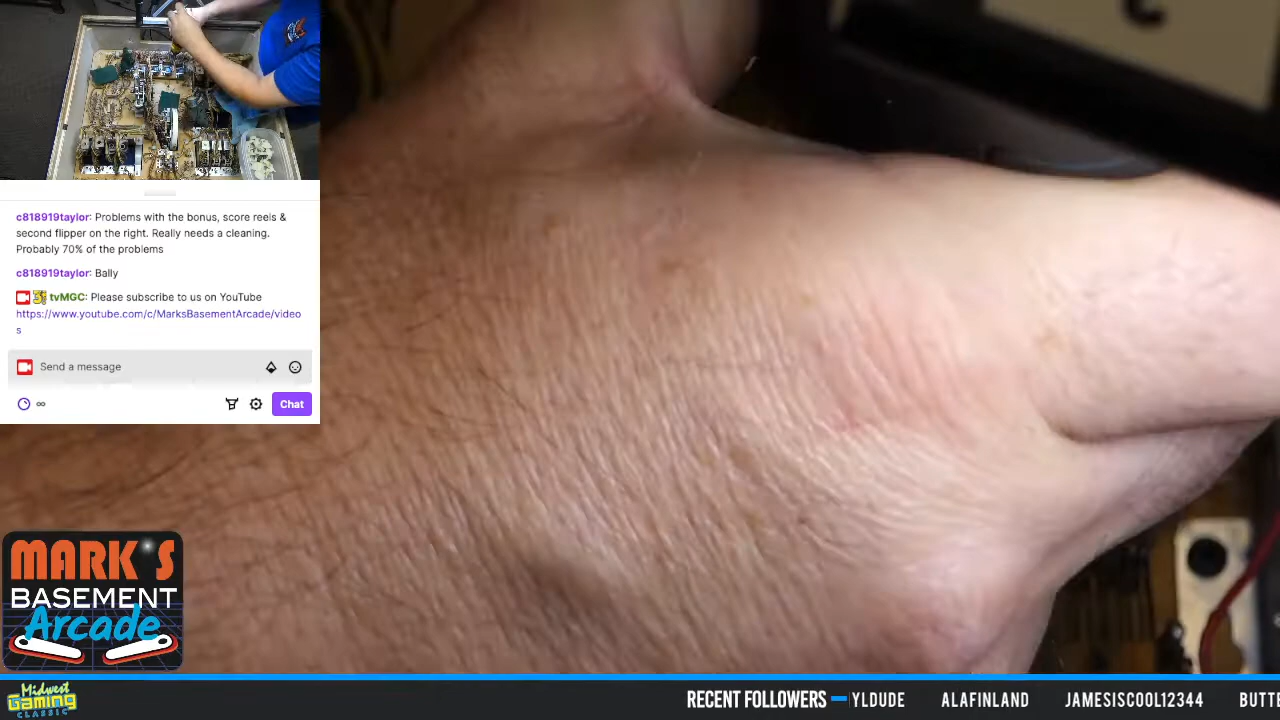 c818919taylor: Problems with the bonus, score reels &
second flipper on the right. Really needs a cleaning.
Probably 70% of the problems
c818919taylor: Bally
tvMGC: Please subscribe to us on YouTube
https://www.youtube.com/c/MarksBasementArcade/video
s
Send a message
Chat
MARK'S
BASEMENT
Arcade
Midwest
Gaming
CLASSIC
RECENT FOLLOWERS
YLDUDE ALAFINLAND JAMESISCOOL12344 BUTTE